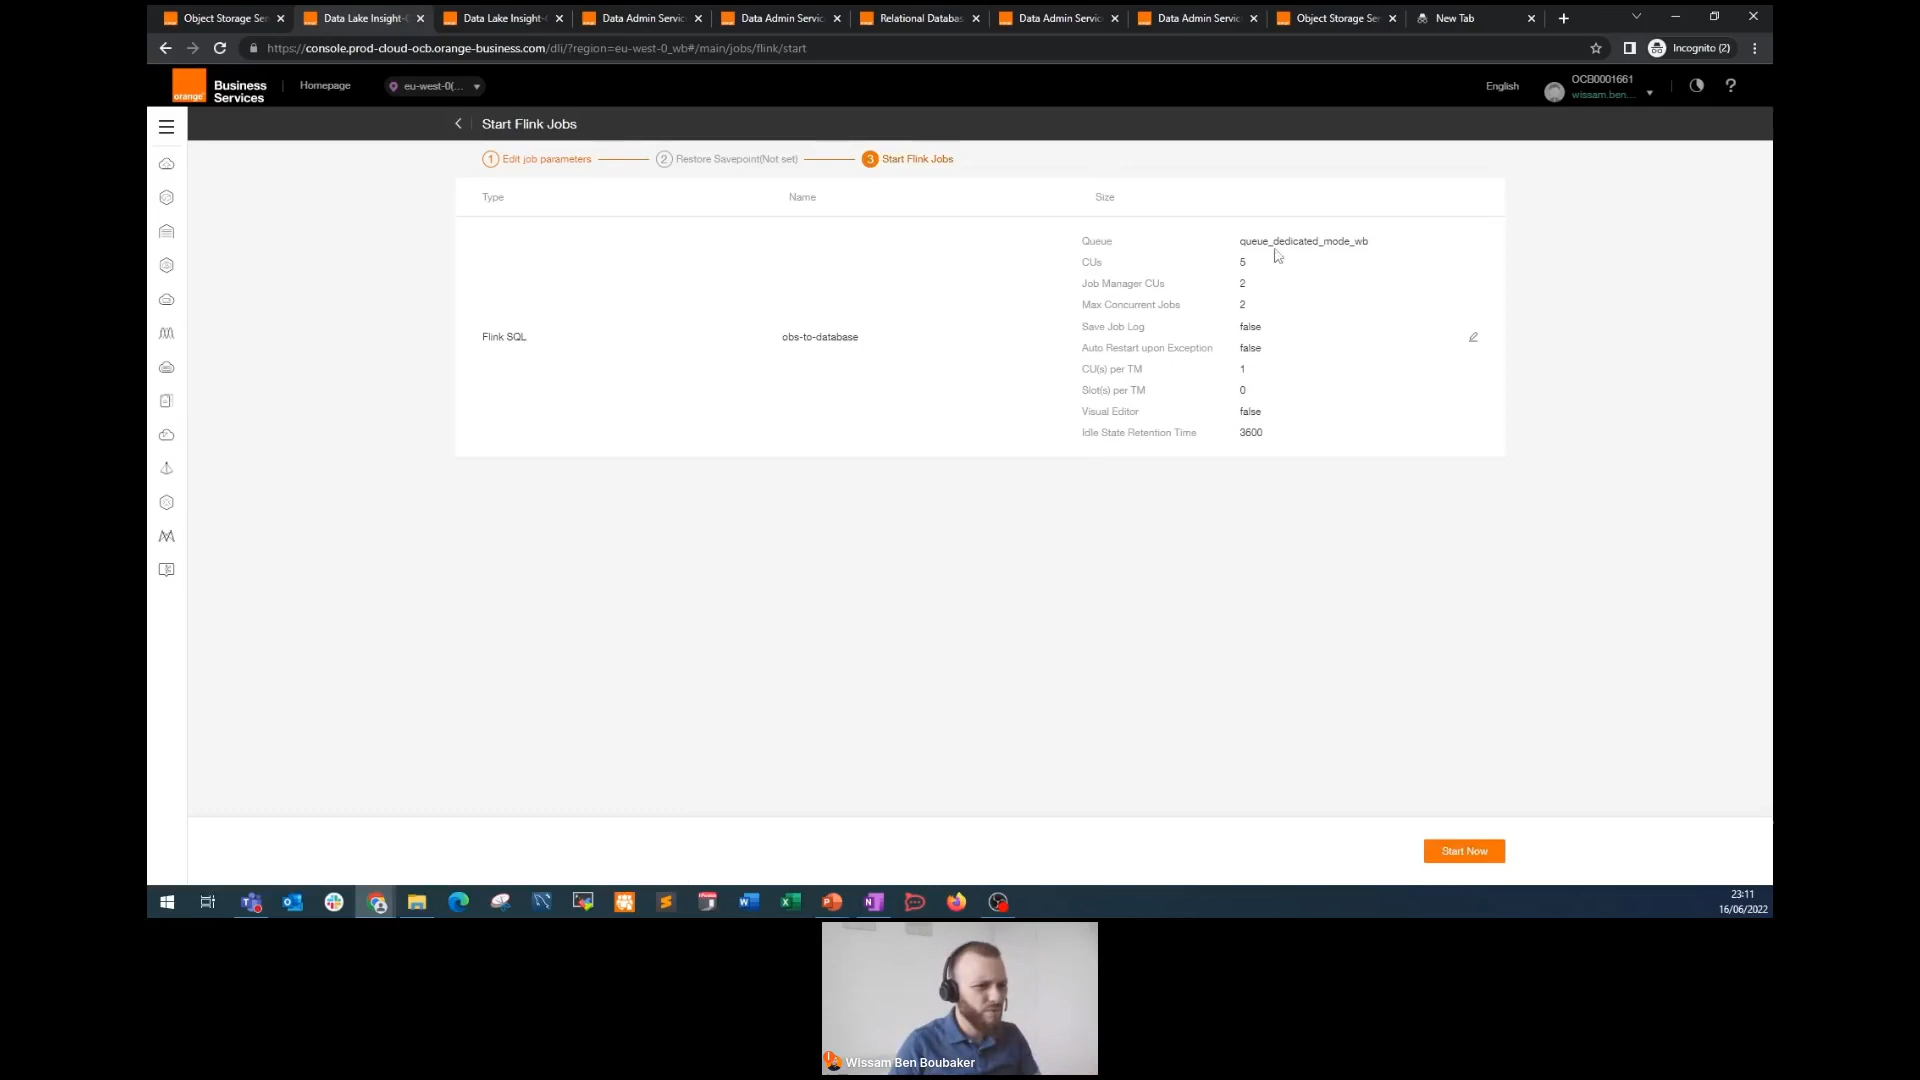 Object Storage Ser
Data Lake Insight-
Data Lake Insight-
Data Admin Servic
Data Admin Servic
Relational Databas
Data Admin Servic
Data Admin Servic
Object Storage Ser
New Tab
https://console.prod-cloud-ocb.orange-business.com/dli/?region=eu-west-0_wb#/main/jobs/flink/start
Incognito (2)
orange
Business
Services
Homepage
eu-west-0(...
English
OCB0001661
wissam.ben....
Start Flink Jobs
1 Edit job parameters
2 Restore Savepoint(Not set)
3 Start Flink Jobs
Type Name Size
Flink SQL
obs-to-database
Queue queue_dedicated_mode_wb
CUs 5
Job Manager CUs 2
Max Concurrent Jobs 2
Save Job Log false
Auto Restart upon Exception false
CU(s) per TM 1
Slot(s) per TM 0
Visual Editor false
Idle State Retention Time 3600
Start Now
23:11
16/06/2022
Wissam Ben Boubaker